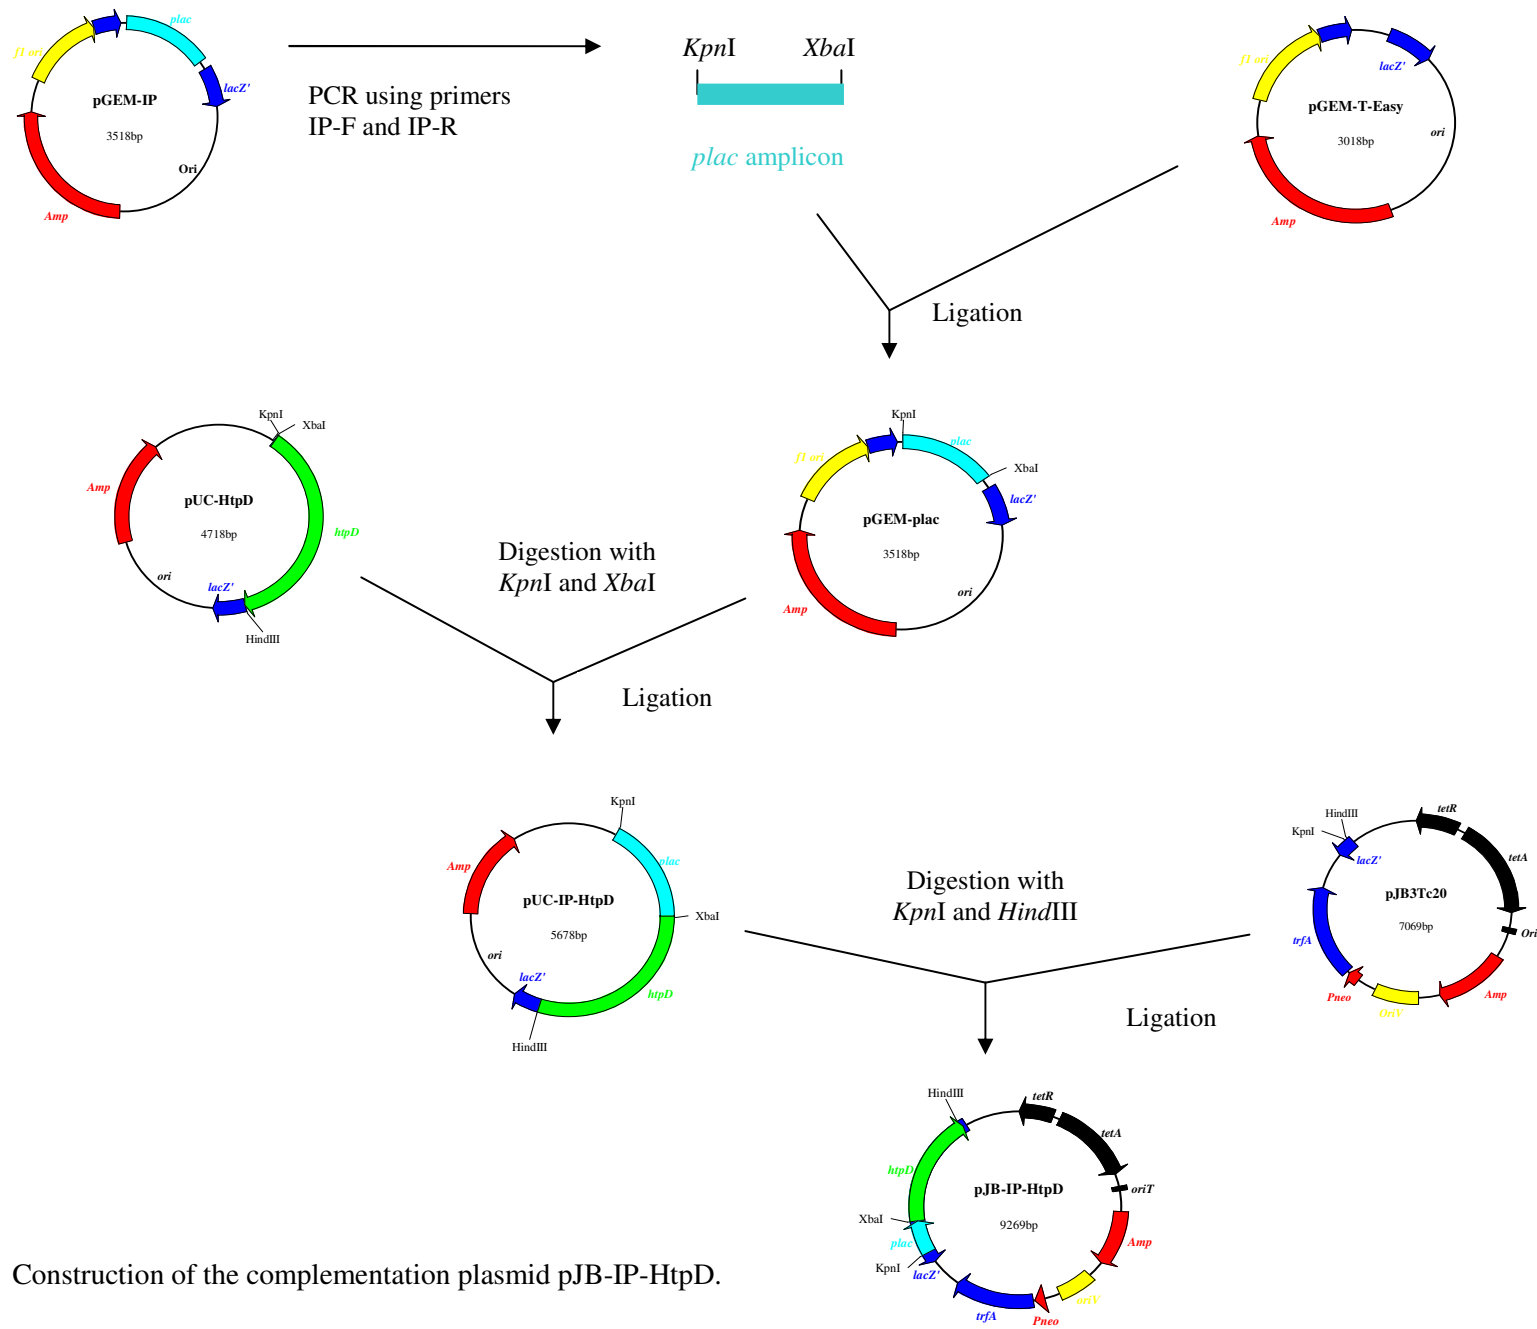 plac
f1 ori
lacZ'
pGEM-IP
3518bp
Ori
Amp
PCR using primers
IP-F and IP-R
KpnI XbaI
plac amplicon
f1 ori
lacZ'
pGEM-T-Easy
3018bp
ori
Amp
Ligation
KpnI
XbaI
Amp
pUC-HtpD
4718bp
htpD
ori
lacZ'
HindIII
Digestion with
KpnI and XbaI
KpnI
plac
f1 ori
XbaI
lacZ'
pGEM-plac
3518bp
ori
Amp
Ligation
KpnI
Amp
plac
pUC-IP-HtpD
5678bp
XbaI
ori
lacZ'
htpD
HindIII
Digestion with
KpnI and HindIII
tetR
HindIII
KpnI
lacZ'
tetA
pJB3Tc20
7069bp
Ori
trfA
Pneo
OriV
Amp
Ligation
HindIII
tetR
tetA
htpD
pJB-IP-HtpD
oriT
9269bp
XbaI
plac
Amp
KpnI
lacZ'
oriV
trfA
Pneo
Construction of the complementation plasmid pJB-IP-HtpD.